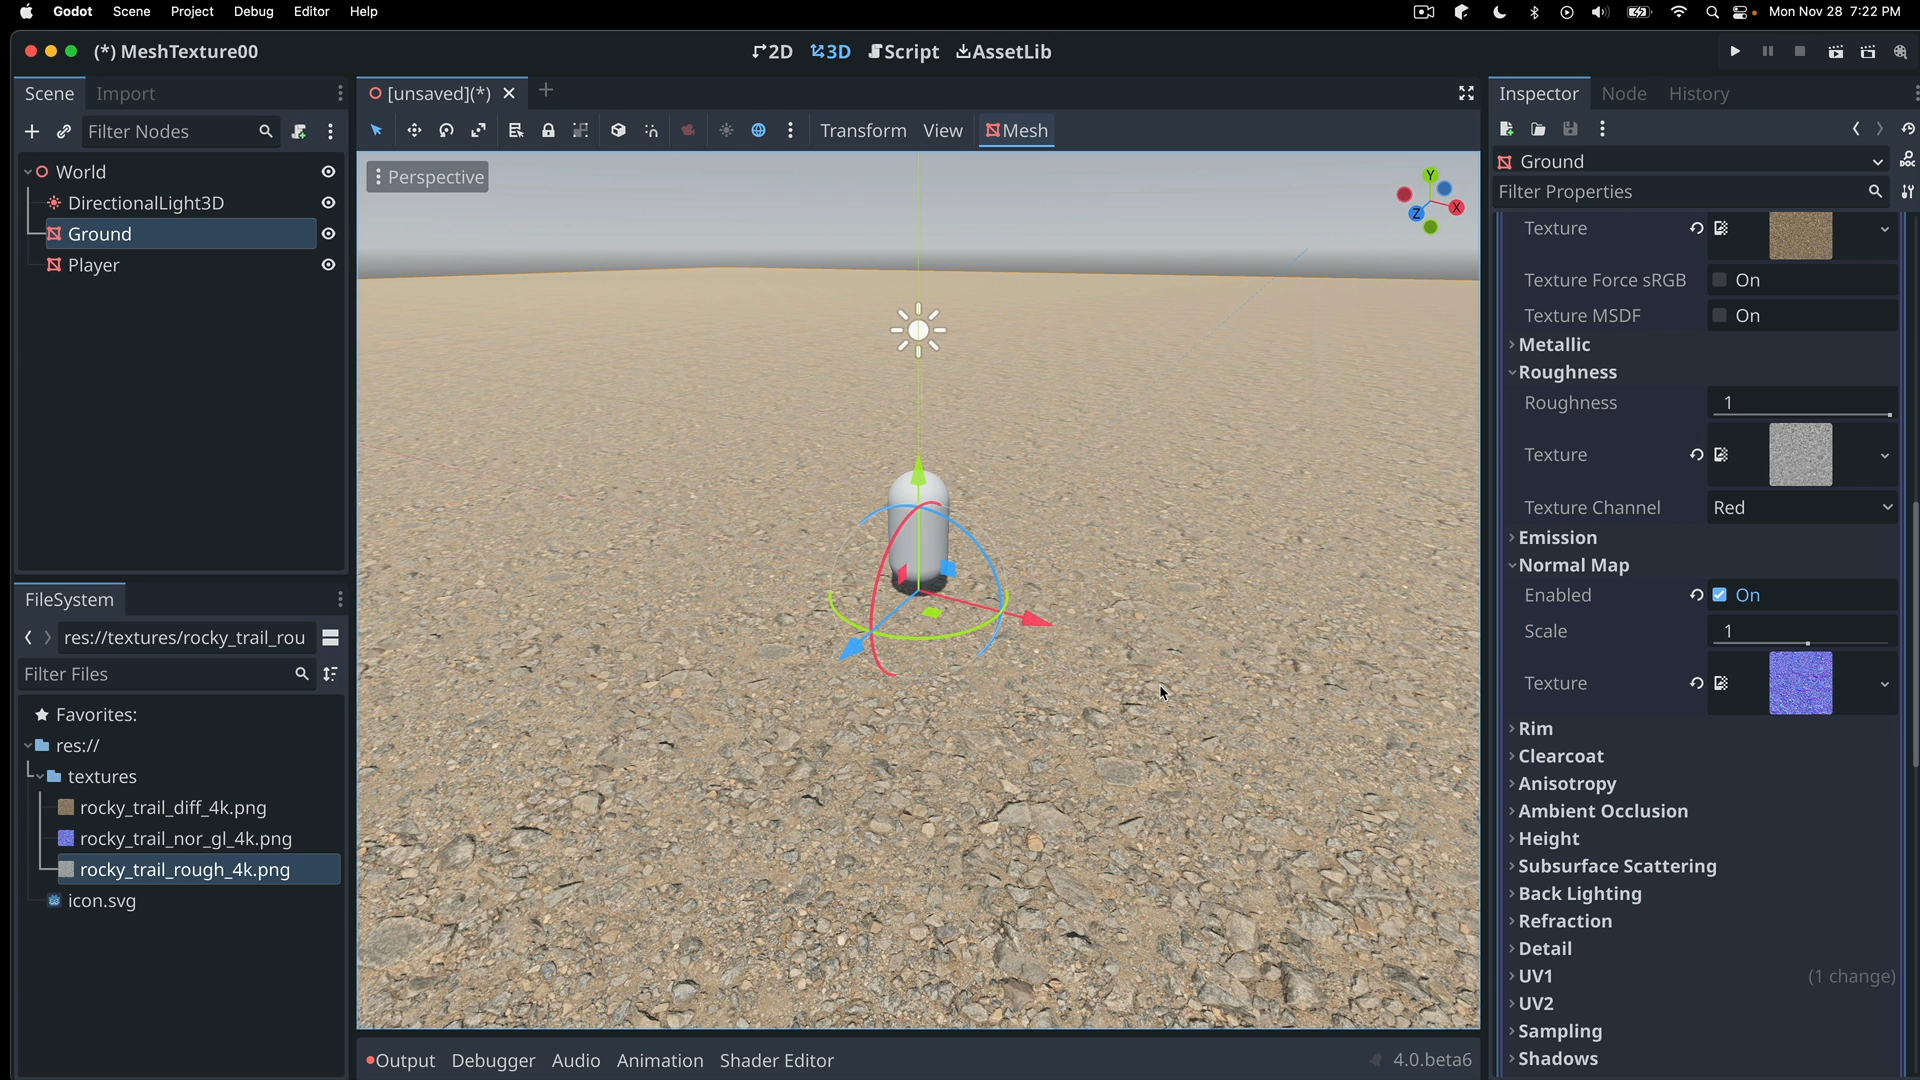 Godot Scene Project Debug Editor Help Mon Nov 28 7:22 PM
(*) MeshTexture00 2D 3D Script AssetLib
Scene Import
Filter Nodes
World
DirectionalLight3D
Ground
Player
FileSystem
res://textures/rocky_trail_rou
Filter Files
Favorites:
res://
textures
rocky_trail_diff_4k.png
rocky_trail_nor_gl_4k.png
rocky_trail_rough_4k.png
icon.svg
[unsaved](*)
Transform View Mesh
Perspective
Y
X
Z
Output Debugger Audio Animation Shader Editor 4.0.beta6
Inspector Node History
Ground
Filter Properties
Texture
Texture Force sRGB On
Texture MSDF On
Metallic
Roughness
Roughness 1
Texture
Texture Channel Red
Emission
Normal Map
Enabled On
Scale 1
Texture
Rim
Clearcoat
Anisotropy
Ambient Occlusion
Height
Subsurface Scattering
Back Lighting
Refraction
Detail
UV1 (1 change)
UV2
Sampling
Shadows